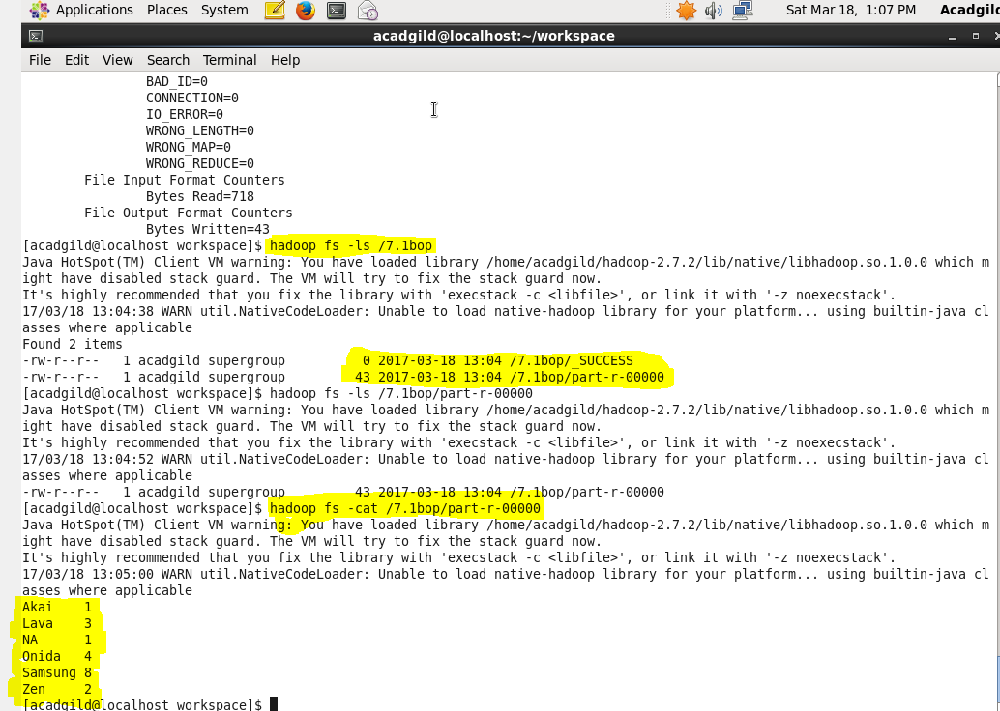 Applications Places System Sat Mar 18, 1:07 PM Acadgild
acadgild@localhost:~/workspace
File Edit View Search Terminal Help
BAD_ID=0
CONNECTION=0
IO_ERROR=0
WRONG_LENGTH=0
WRONG_MAP=0
WRONG_REDUCE=0
File Input Format Counters
Bytes Read=718
File Output Format Counters
Bytes Written=43
[acadgild@localhost workspace]$ hadoop fs -ls /7.1bop
Java HotSpot(TM) Client VM warning: You have loaded library /home/acadgild/hadoop-2.7.2/lib/native/libhadoop.so.1.0.0 which m
ight have disabled stack guard. The VM will try to fix the stack guard now.
It's highly recommended that you fix the library with 'execstack -c <libfile>', or link it with '-z noexecstack'.
17/03/18 13:04:38 WARN util.NativeCodeLoader: Unable to load native-hadoop library for your platform... using builtin-java cl
asses where applicable
Found 2 items
-rw-r--r-- 1 acadgild supergroup 0 2017-03-18 13:04 /7.1bop/_SUCCESS
-rw-r--r-- 1 acadgild supergroup 43 2017-03-18 13:04 /7.1bop/part-r-00000
[acadgild@localhost workspace]$ hadoop fs -ls /7.1bop/part-r-00000
Java HotSpot(TM) Client VM warning: You have loaded library /home/acadgild/hadoop-2.7.2/lib/native/libhadoop.so.1.0.0 which m
ight have disabled stack guard. The VM will try to fix the stack guard now.
It's highly recommended that you fix the library with 'execstack -c <libfile>', or link it with '-z noexecstack'.
17/03/18 13:04:52 WARN util.NativeCodeLoader: Unable to load native-hadoop library for your platform... using builtin-java cl
asses where applicable
-rw-r--r-- 1 acadgild supergroup 43 2017-03-18 13:04 /7.1bop/part-r-00000
[acadgild@localhost workspace]$ hadoop fs -cat /7.1bop/part-r-00000
Java HotSpot(TM) Client VM warning: You have loaded library /home/acadgild/hadoop-2.7.2/lib/native/libhadoop.so.1.0.0 which m
ight have disabled stack guard. The VM will try to fix the stack guard now.
It's highly recommended that you fix the library with 'execstack -c <libfile>', or link it with '-z noexecstack'.
17/03/18 13:05:00 WARN util.NativeCodeLoader: Unable to load native-hadoop library for your platform... using builtin-java cl
asses where applicable
Akai 1
Lava 3
NA 1
Onida 4
Samsung 8
Zen 2
[acadgild@localhost workspace]$